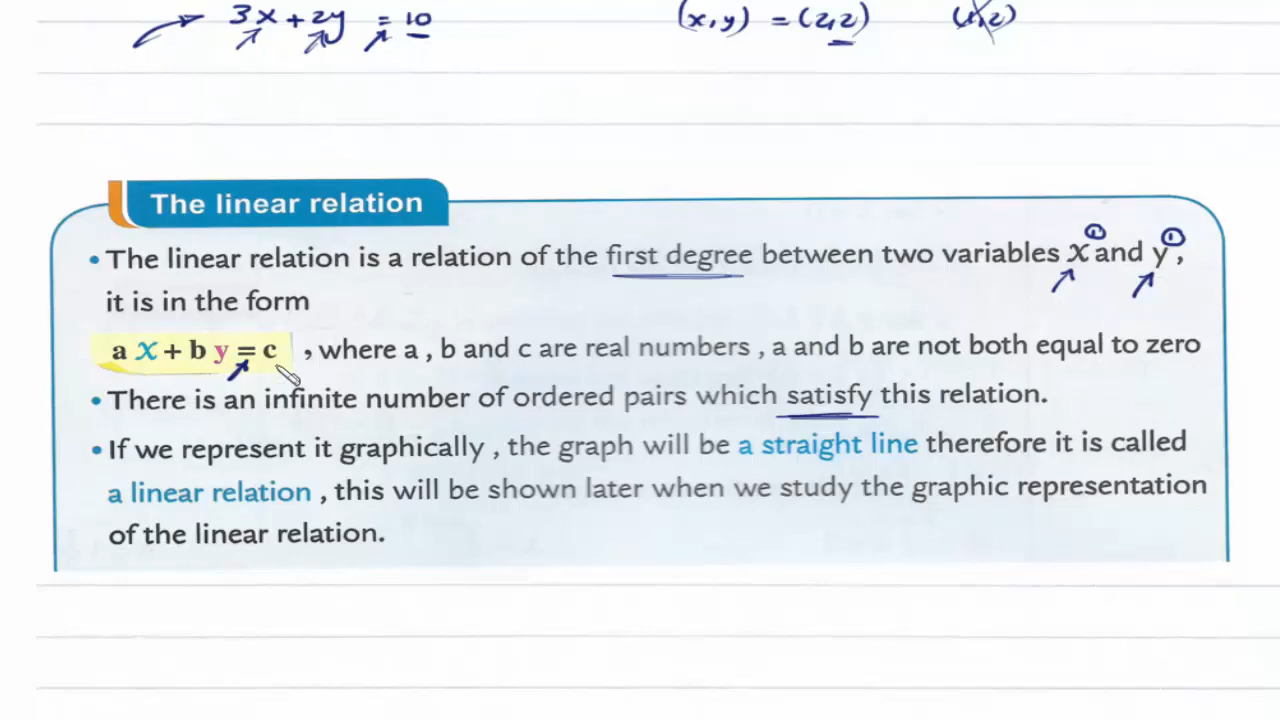 3x + 2y = 10 (x, y) = (2, 2)
The linear relation
• The linear relation is a relation of the first degree between two variables x① and y①,
it is in the form
a x + b y = c , where a , b and c are real numbers , a and b are not both equal to zero
• There is an infinite number of ordered pairs which satisfy this relation.
• If we represent it graphically , the graph will be a straight line therefore it is called
a linear relation , this will be shown later when we study the graphic representation
of the linear relation.